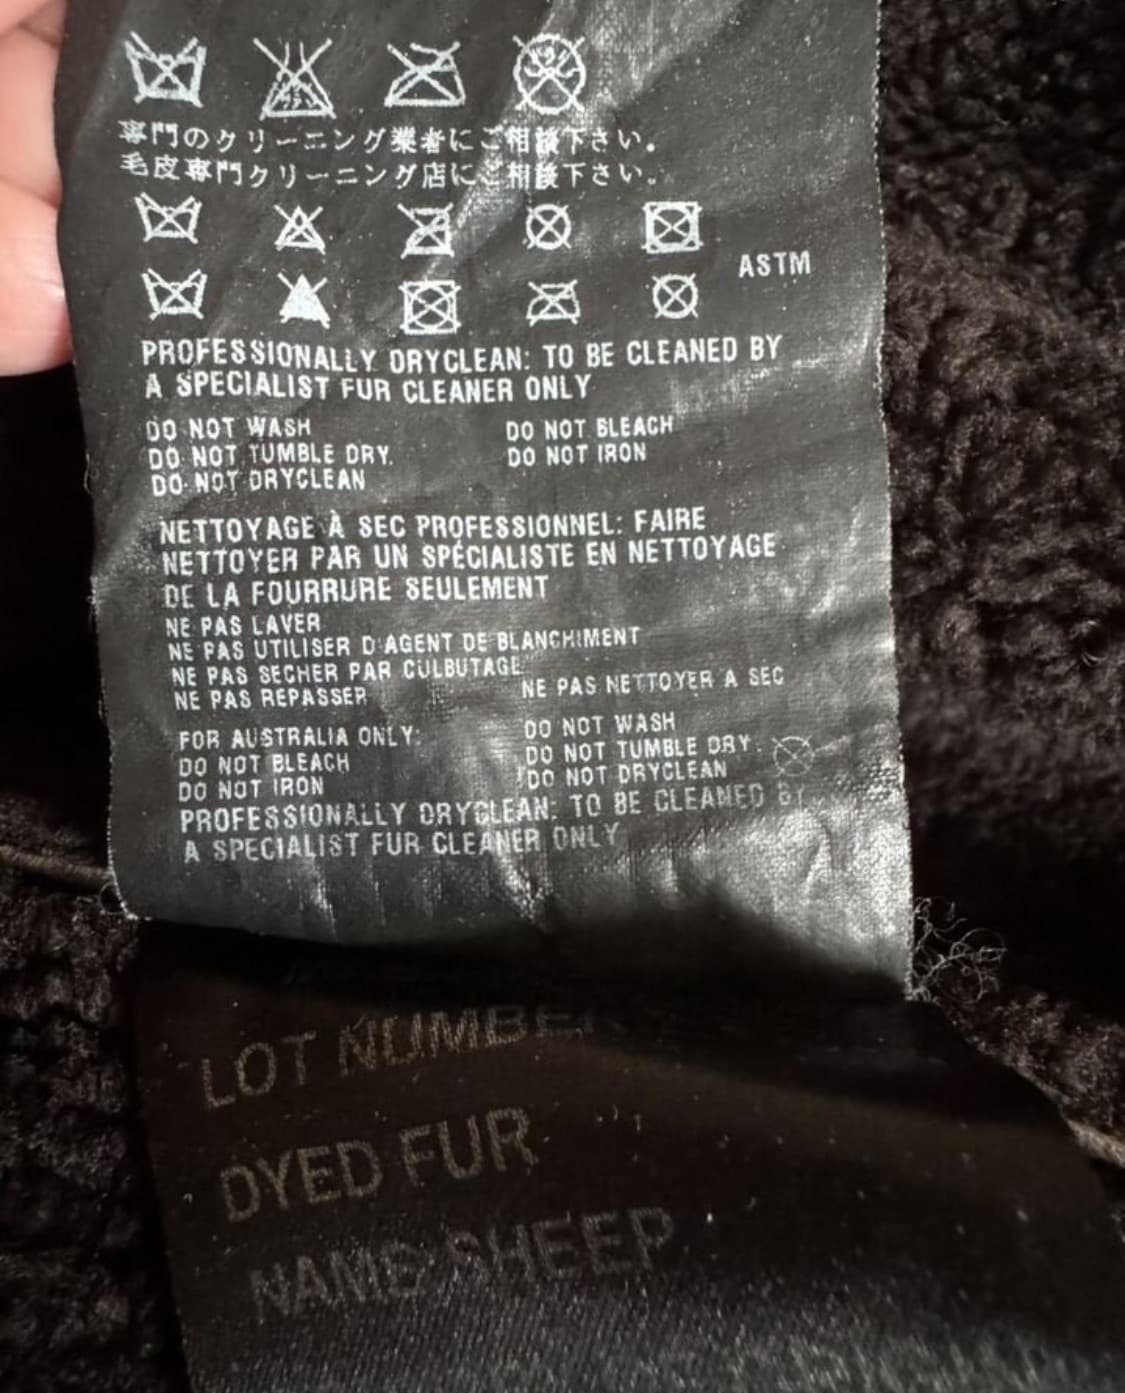 専門のクリーニング業者にご相談下さい。
毛皮専門クリーニング店にご相談下さい。
ASTM
PROFESSIONALLY DRYCLEAN: TO BE CLEANED BY
A SPECIALIST FUR CLEANER ONLY
DO NOT WASH DO NOT BLEACH
DO NOT TUMBLE DRY. DO NOT IRON
DO NOT DRYCLEAN
NETTOYAGE À SEC PROFESSIONNEL: FAIRE
NETTOYER PAR UN SPÉCIALISTE EN NETTOYAGE
DE LA FOURRURE SEULEMENT
NE PAS LAVER
NE PAS UTILISER D'AGENT DE BLANCHIMENT
NE PAS SECHER PAR CULBUTAGE
NE PAS REPASSER NE PAS NETTOYER A SEC
FOR AUSTRALIA ONLY: DO NOT WASH
DO NOT BLEACH DO NOT TUMBLE DRY.
DO NOT IRON DO NOT DRYCLEAN
PROFESSIONALLY DRYCLEAN: TO BE CLEANED BY
A SPECIALIST FUR CLEANER ONLY
LOT NUMBER
DYED FUR
NAME SHEEP